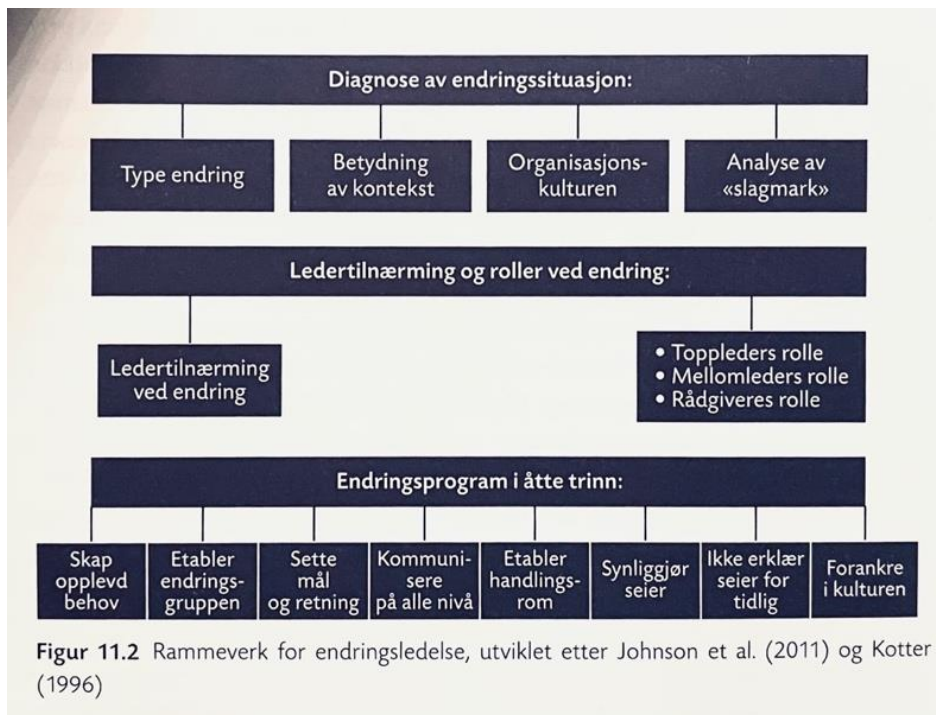 Diagnose av endringssituasjon:
Type endring
Betydning
av kontekst
Organisasjons-
kulturen
Analyse av
«slagmark»
Ledertilnærming og roller ved endring:
Ledertilnærming
ved endring
• Toppleders rolle
• Mellomleders rolle
• Rådgiveres rolle
Endringsprogram i åtte trinn:
Skap
opplevd
behov
Etabler
endrings-
gruppen
Sette
mål
og retning
Kommuni-
sere
på alle nivå
Etabler
handlings-
rom
Synliggjør
seier
Ikke erklær
seier for
tidlig
Forankre
i kulturen
Figur 11.2 Rammeverk for endringsledelse, utviklet etter Johnson et al. (2011) og Kotter
(1996)